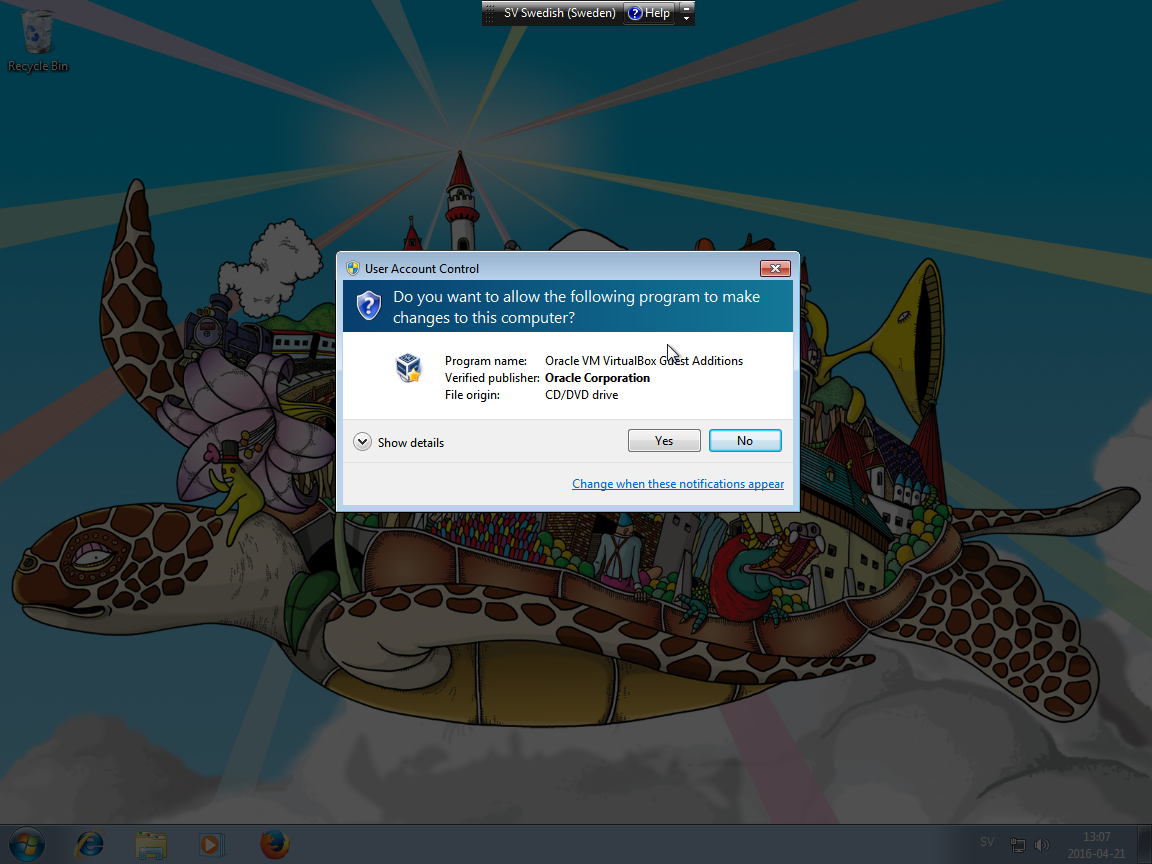 SV Swedish (Sweden) Help
Recycle Bin
User Account Control
Do you want to allow the following program to make
changes to this computer?
Program name: Oracle VM VirtualBox Guest Additions
Verified publisher: Oracle Corporation
File origin: CD/DVD drive
Show details
Yes No
Change when these notifications appear
SV
13:07
2016-04-21